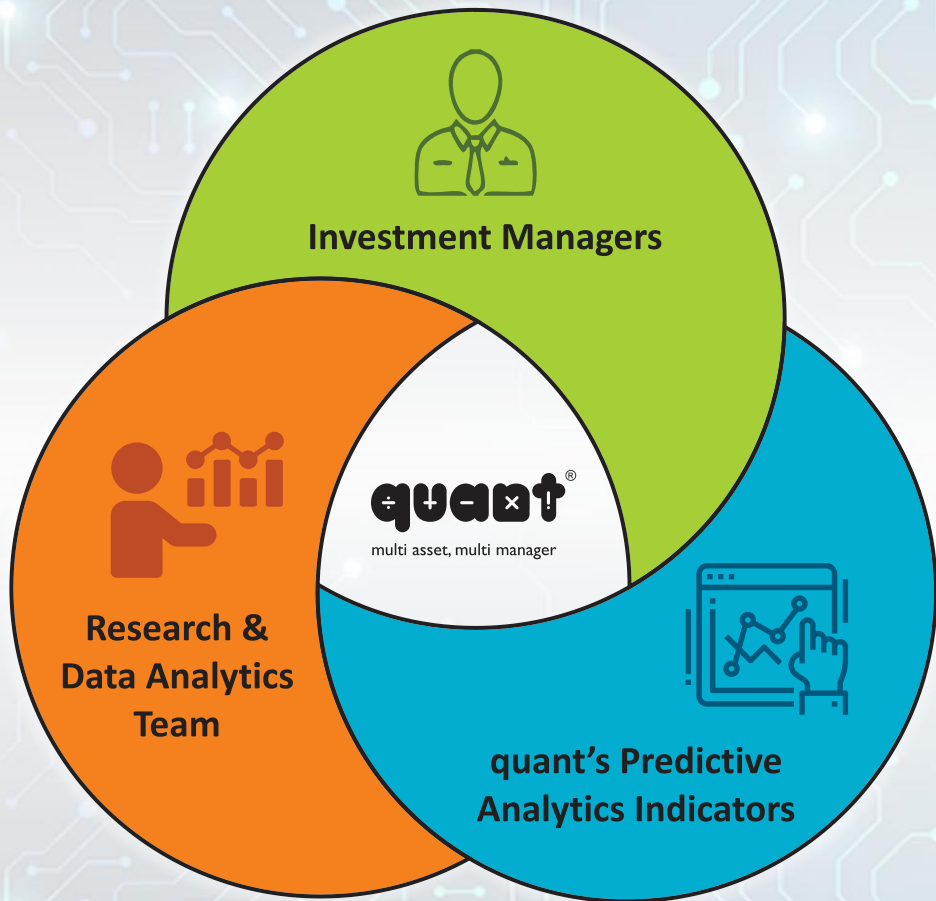 Investment Managers
quant®
multi asset, multi manager
Research &
Data Analytics
Team
quant’s Predictive
Analytics Indicators